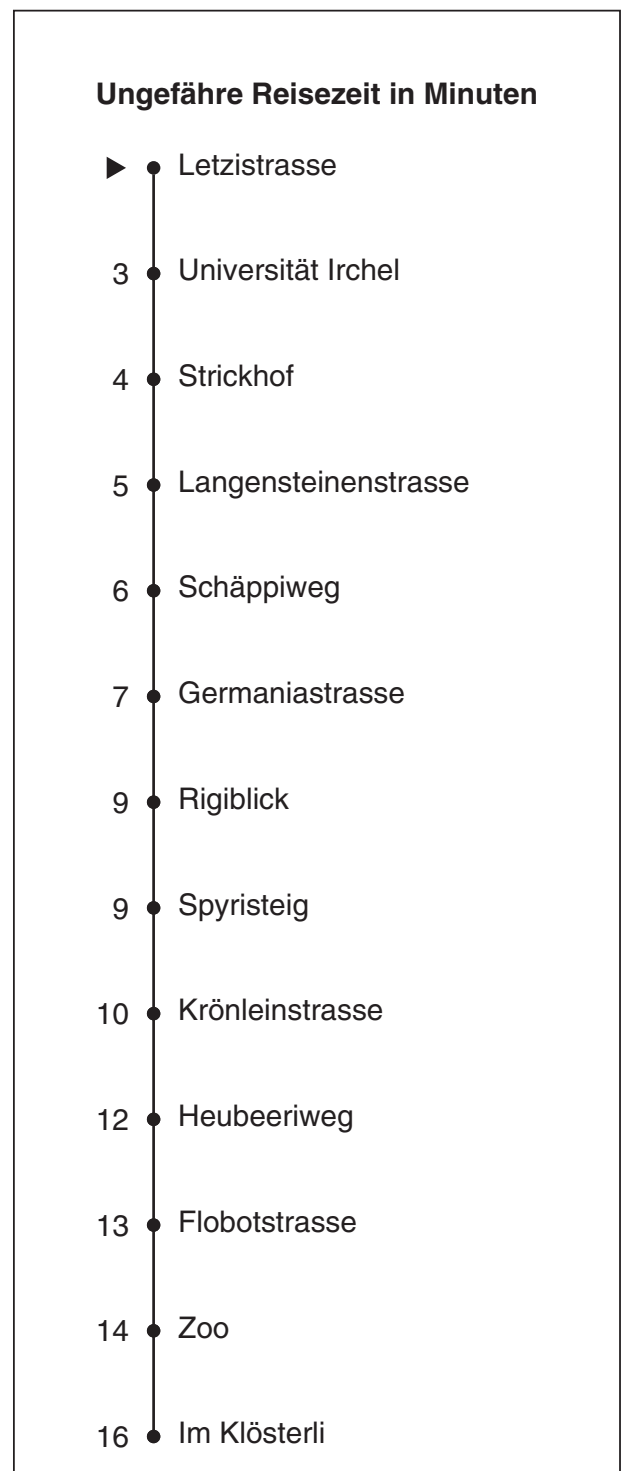 Ungefähre Reisezeit in Minuten
Letzistrasse
3 Universität Irchel
4 Strickhof
5 Langensteinenstrasse
6 Schäppiweg
7 Germaniastrasse
9 Rigiblick
9 Spyristeig
10 Krönleinstrasse
12 Heubeeriweg
13 Flobotstrasse
14 Zoo
16 Im Klösterli